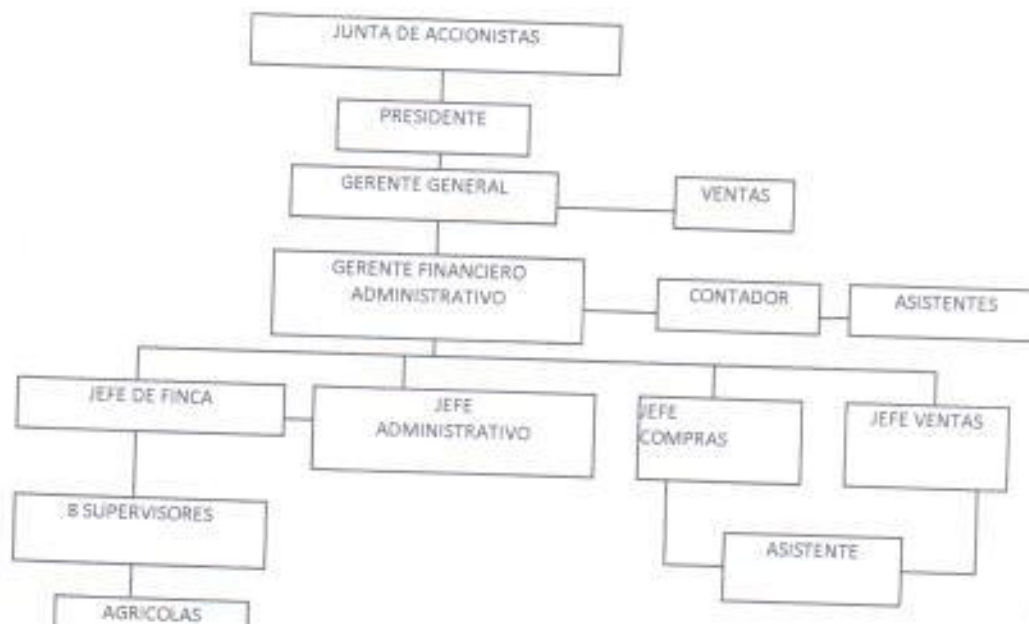 JUNTA DE ACCIONISTAS
PRESIDENTE
GERENTE GENERAL
VENTAS
GERENTE FINANCIERO
ADMINISTRATIVO
CONTADOR
ASISTENTES
JEFE DE FINCA
JEFE
ADMINISTRATIVO
JEFE
COMPRAS
JEFE VENTAS
8 SUPERVISORES
ASISTENTE
AGRICOLAS